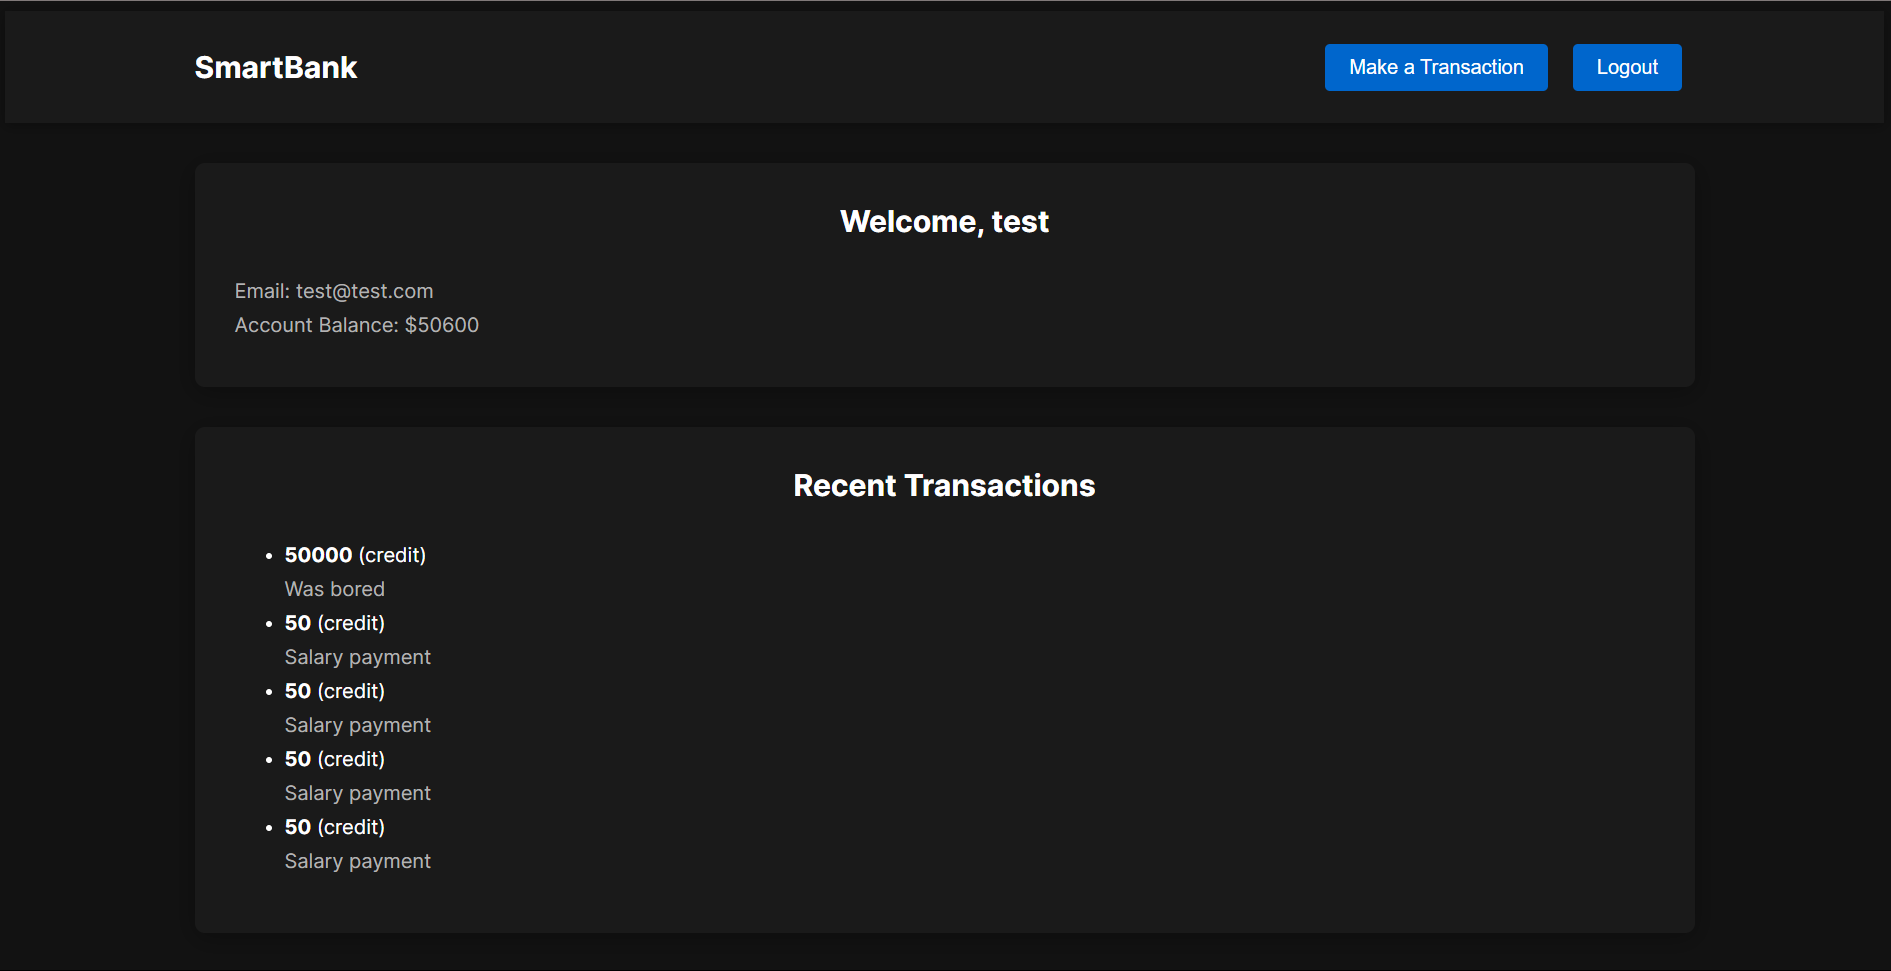 SmartBank
Make a Transaction
Logout
Welcome, test
Email: test@test.com
Account Balance: $50600
Recent Transactions
50000 (credit)
Was bored
50 (credit)
Salary payment
50 (credit)
Salary payment
50 (credit)
Salary payment
50 (credit)
Salary payment